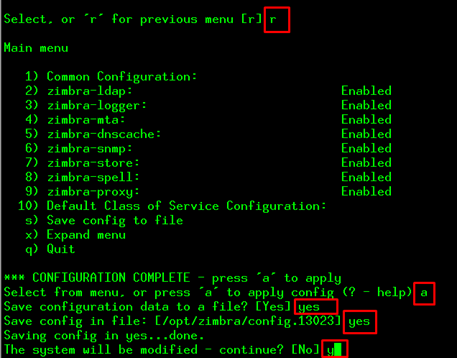 Select, or ´r´ for previous menu [r] r
Main menu
1) Common Configuration:
2) zimbra-ldap: Enabled
3) zimbra-logger: Enabled
4) zimbra-mta: Enabled
5) zimbra-dnscache: Enabled
6) zimbra-snmp: Enabled
7) zimbra-store: Enabled
8) zimbra-spell: Enabled
9) zimbra-proxy: Enabled
10) Default Class of Service Configuration:
s) Save config to file
x) Expand menu
q) Quit
*** CONFIGURATION COMPLETE - press ´a´ to apply
Select from menu, or press ´a´ to apply config (? - help) a
Save configuration data to a file? [Yes] yes
Save config in file: [/opt/zimbra/config.13023] yes
Saving config in yes...done.
The system will be modified - continue? [No] y